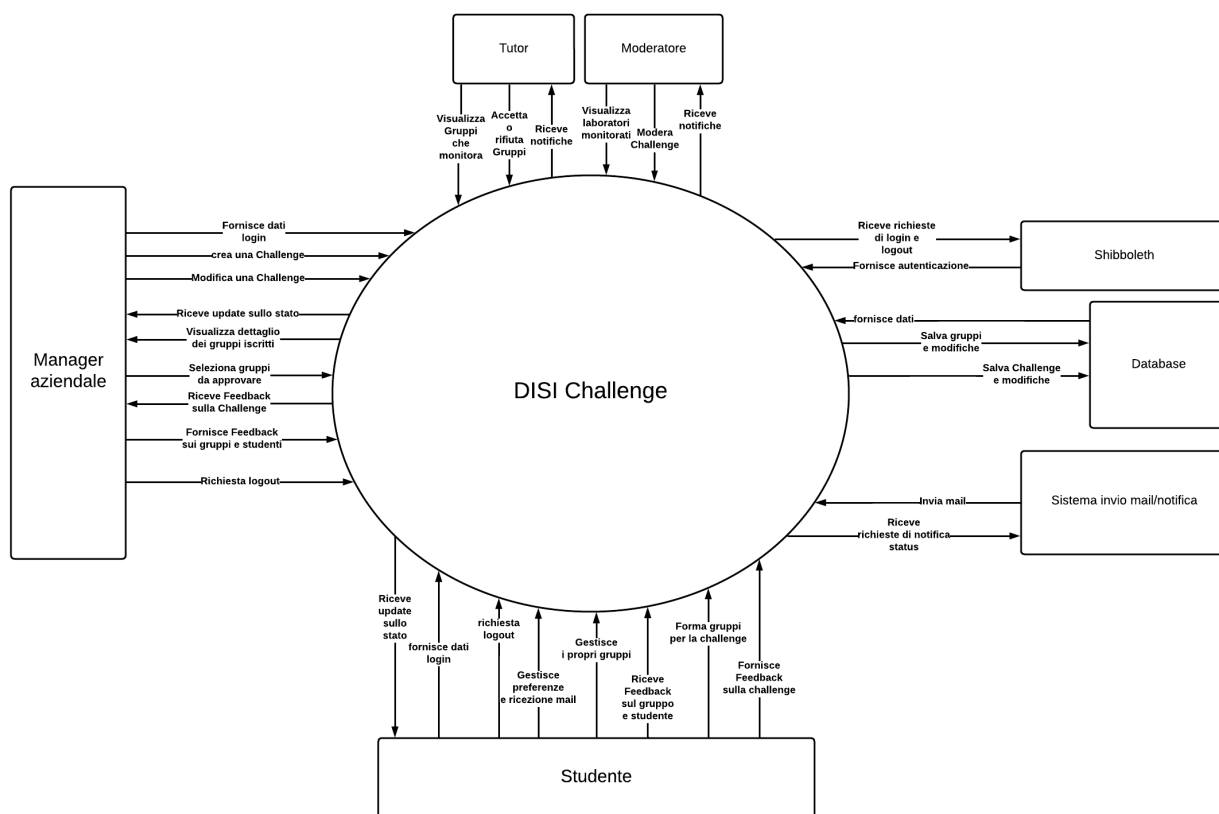 Tutor
Moderatore
Visualizza
Gruppi
che
monitora
Accetta
o
rifiuta
Gruppi
Riceve
notifiche
Visualizza
laboratori
monitorati
Modera
Challenge
Riceve
notifiche
Manager
aziendale
Fornisce dati
login
crea una Challenge
Modifica una Challenge
Riceve update sullo stato
Visualizza dettaglio
dei gruppi iscritti
Seleziona gruppi
da approvare
Riceve Feedback
sulla Challenge
Fornisce Feedback
sui gruppi e studenti
Richiesta logout
DISI Challenge
Riceve richieste
di login e
logout
Fornisce autenticazione
Shibboleth
fornisce dati
Salva gruppi
e modifiche
Salva Challenge
e modifiche
Database
Invia mail
Riceve
richieste di notifica
status
Sistema invio mail/notifica
Riceve
update
sullo
stato
fornisce dati
login
richiesta
logout
Gestisce
preferenze
e ricezione mail
Gestisce
i propri gruppi
Riceve
Feedback
sul gruppo
e studente
Forma gruppi
per la challenge
Fornisce
Feedback
sulla challenge
Studente